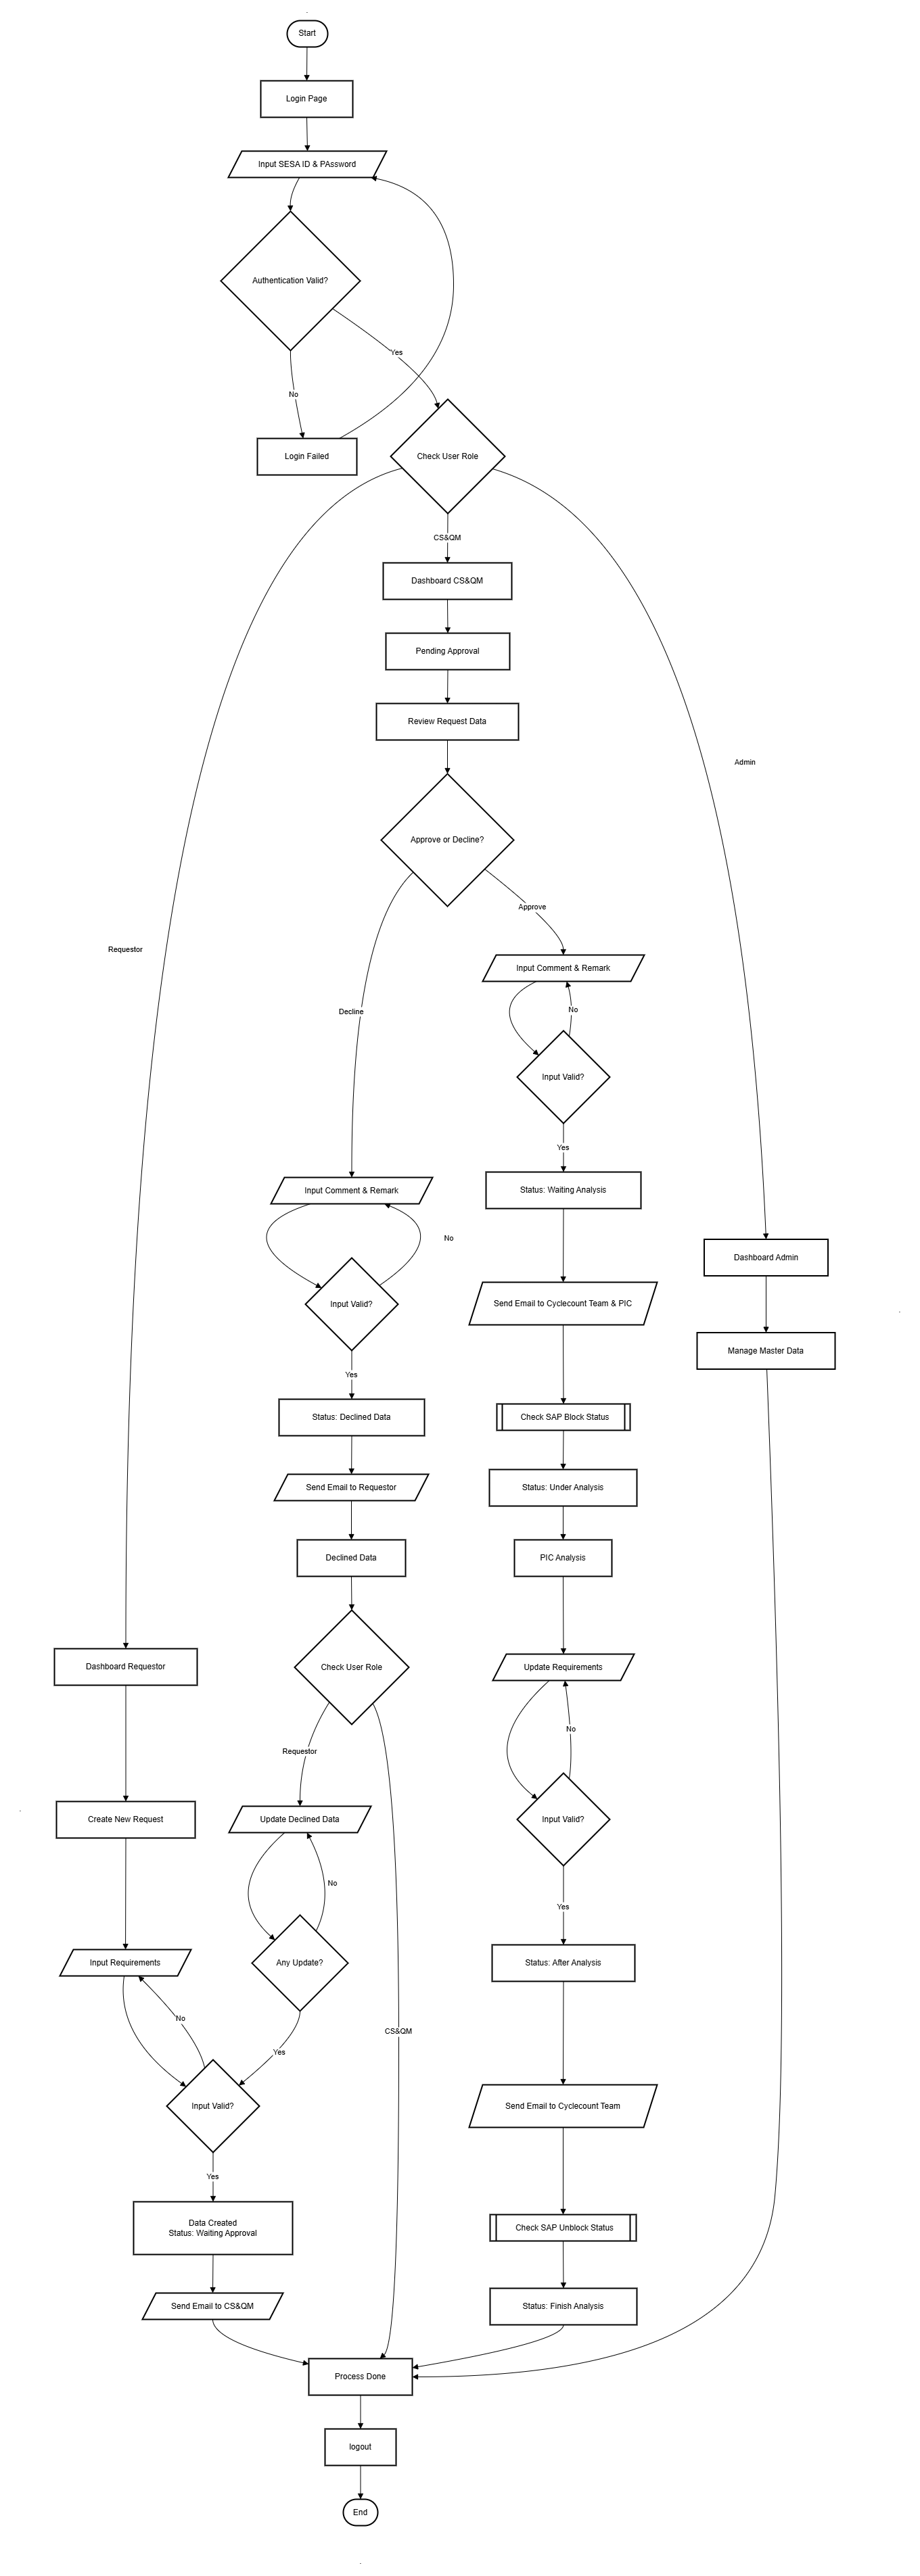 Start
Login Page
Input SESA ID & PAssword
Authentication Valid?
Yes
No
Login Failed
Check User Role
CS&QM
Dashboard CS&QM
Pending Approval
Review Request Data
Admin
Approve or Decline?
Approve
Requestor
Input Comment & Remark
Decline
No
Input Valid?
Yes
Input Comment & Remark
Status: Waiting Analysis
No
Dashboard Admin
Input Valid?
Send Email to Cyclecount Team & PIC
Manage Master Data
Yes
Status: Declined Data
Check SAP Block Status
Send Email to Requestor
Status: Under Analysis
Declined Data
PIC Analysis
Dashboard Requestor
Check User Role
Update Requirements
No
Requestor
Create New Request
Update Declined Data
Input Valid?
No
Yes
Input Requirements
Any Update?
Status: After Analysis
No
CS&QM
Yes
Input Valid?
Send Email to Cyclecount Team
Yes
Data Created
Status: Waiting Approval
Check SAP Unblock Status
Send Email to CS&QM
Status: Finish Analysis
Process Done
logout
End